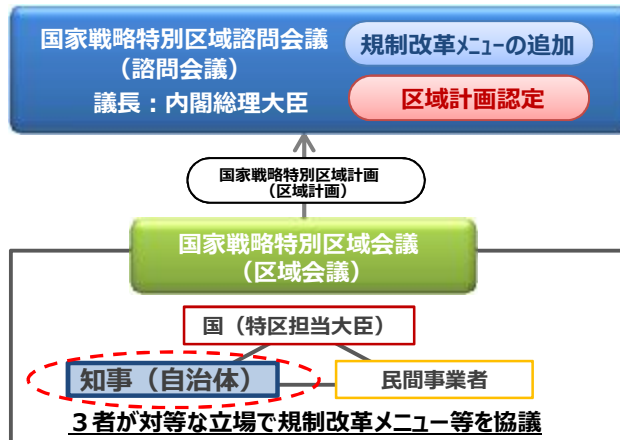 国家戦略特別区域諮問会議
（諮問会議）
議長：内閣総理大臣
規制改革メニューの追加
区域計画認定
国家戦略特別区域計画
（区域計画）
国家戦略特別区域会議
（区域会議）
国（特区担当大臣）
知事（自治体）
民間事業者
３者が対等な立場で規制改革メニュー等を協議